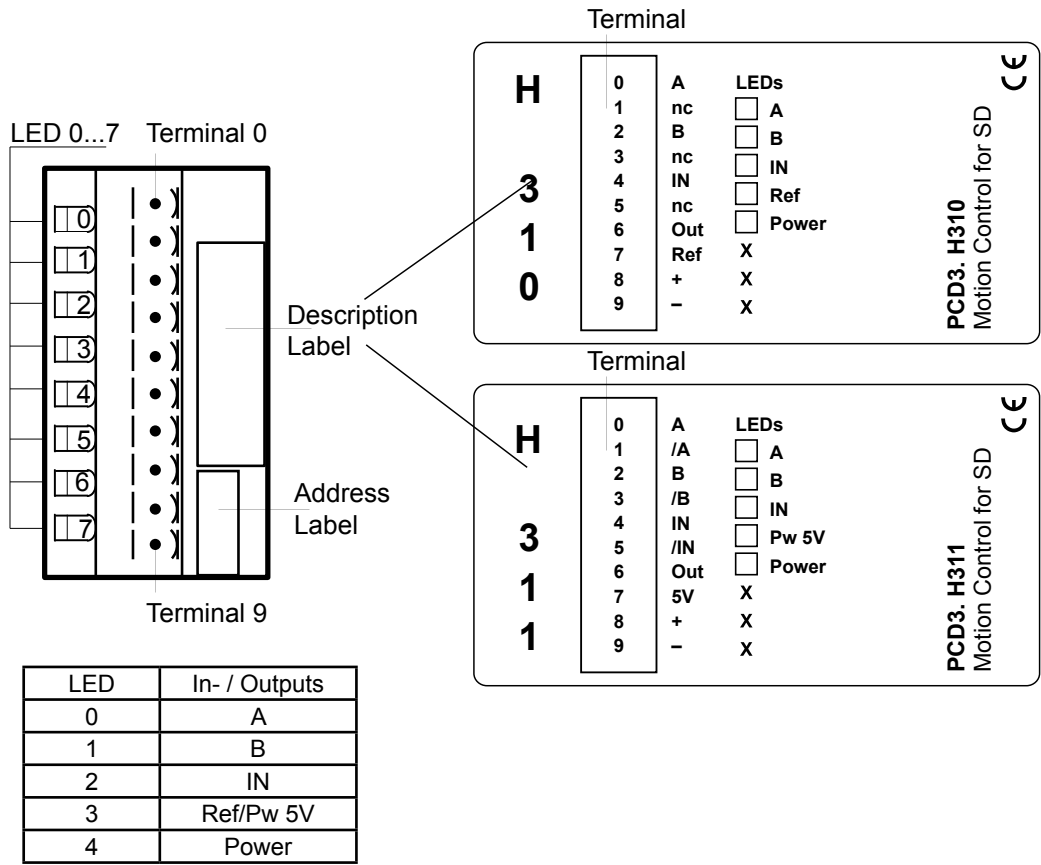 LED 0...7 Terminal 0
0
1
2
3
4
5
6
7
Terminal 9
Description
Label
Address
Label
Terminal
H
3
1
0
0 A LEDs
1 nc A
2 B B
3 nc IN
4 IN Ref
5 nc Power
6 Out X
7 Ref X
8 + X
9 –
PCD3. H310
Motion Control for SD
CE
Terminal
H
3
1
1
0 A LEDs
1 /A A
2 B B
3 /B IN
4 IN Pw 5V
5 /IN Power
6 Out X
7 5V X
8 + X
9 –
PCD3. H311
Motion Control for SD
CE
LED In- / Outputs
0 A
1 B
2 IN
3 Ref/Pw 5V
4 Power